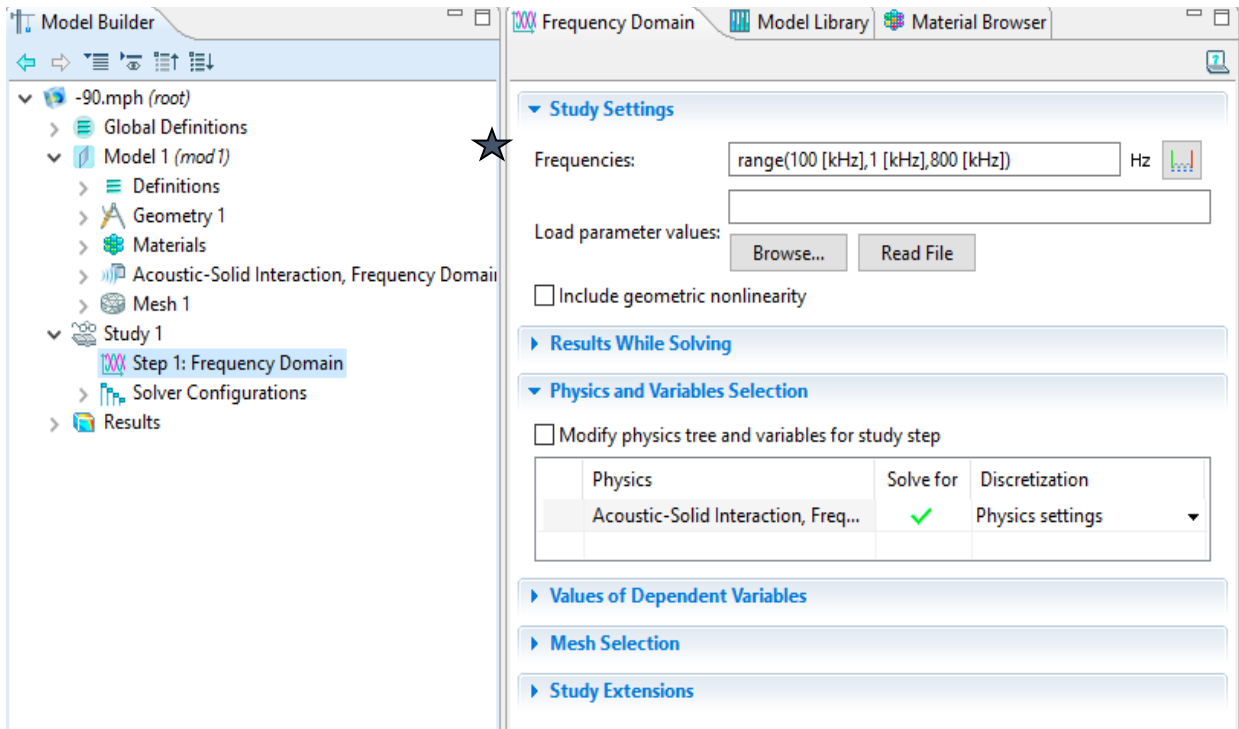 Model Builder
-90.mph (root)
Global Definitions
Model 1 (mod1)
Definitions
Geometry 1
Materials
Acoustic-Solid Interaction, Frequency Domai
Mesh 1
Study 1
Step 1: Frequency Domain
Solver Configurations
Results
Frequency Domain Model Library Material Browser
Study Settings
Frequencies: range(100 [kHz],1 [kHz],800 [kHz]) Hz
Load parameter values:
Browse... Read File
Include geometric nonlinearity
Results While Solving
Physics and Variables Selection
Modify physics tree and variables for study step
Physics Solve for Discretization
Acoustic-Solid Interaction, Freq... Physics settings
Values of Dependent Variables
Mesh Selection
Study Extensions